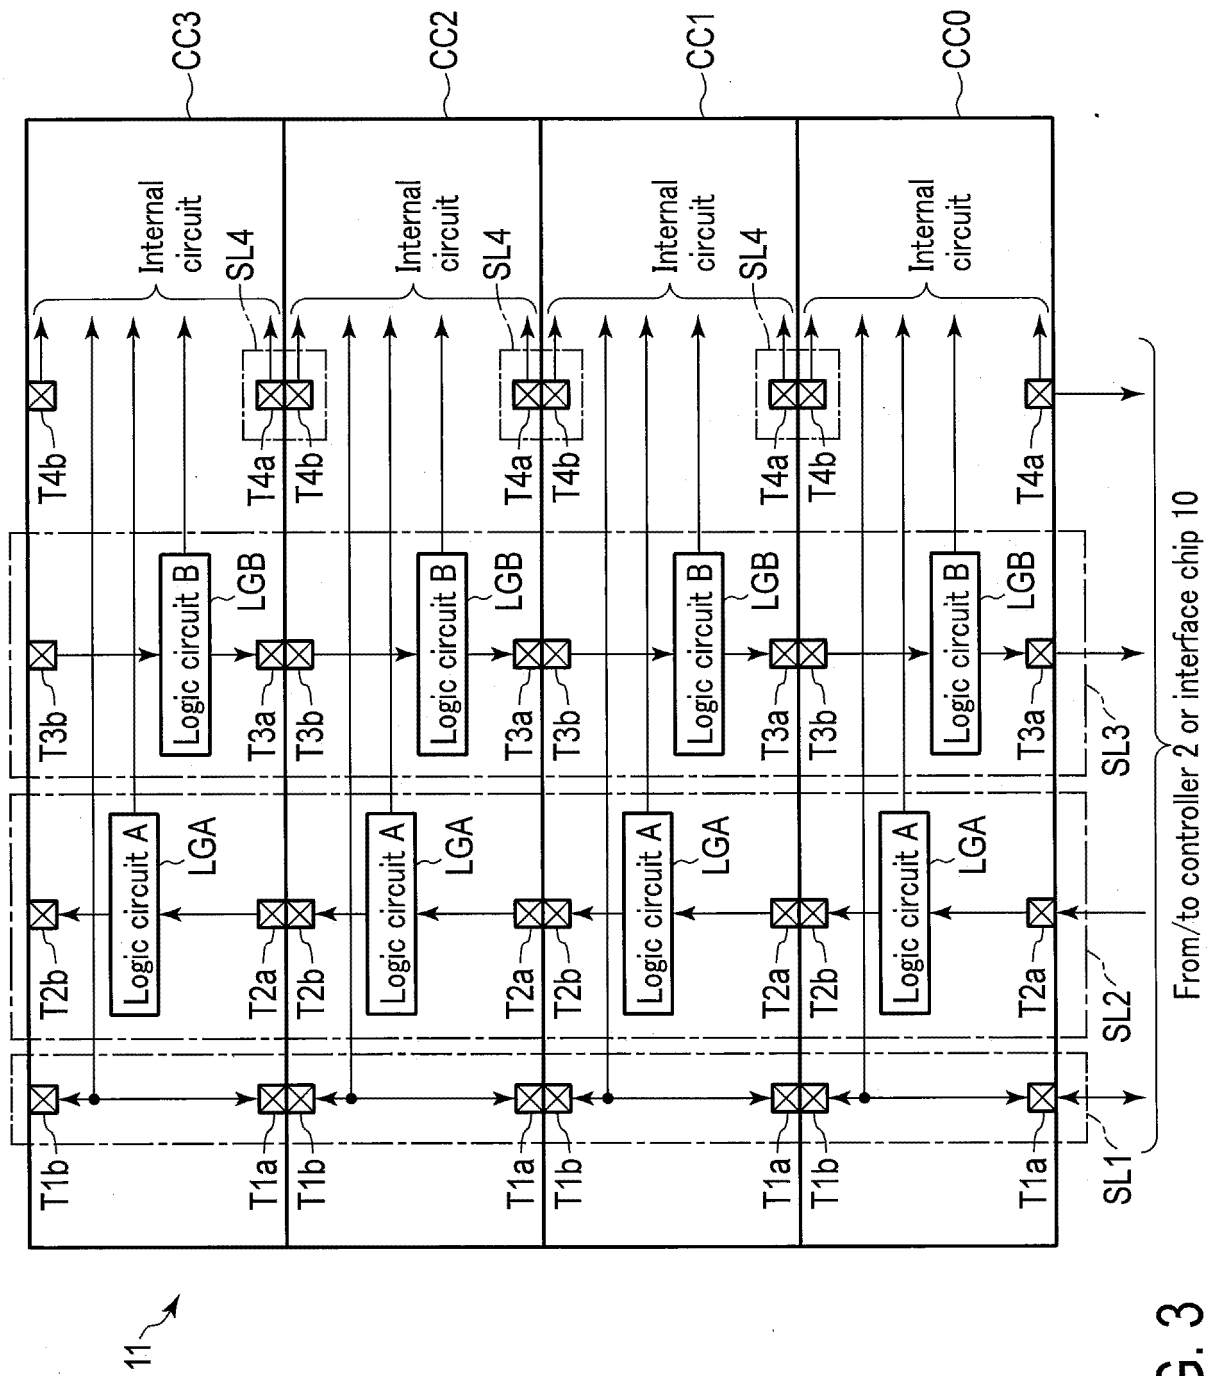 11
CC3
CC2
CC1
CC0
Internal circuit
Internal circuit
Internal circuit
Internal circuit
SL4
SL4
SL4
T1b
T2b
T3b
T4b
Logic circuit A
LGA
Logic circuit B
LGB
T1a
T2a
T3a
T4a
T1b
T2b
T3b
T4b
Logic circuit A
LGA
Logic circuit B
LGB
T1a
T2a
T3a
T4a
T1b
T2b
T3b
T4b
Logic circuit A
LGA
Logic circuit B
LGB
T1a
T2a
T3a
T4a
T1b
T2b
T3b
T4b
Logic circuit A
LGA
Logic circuit B
LGB
T1a
T2a
T3a
T4a
SL1
SL2
SL3
From/to controller 2 or interface chip 10
G. 3